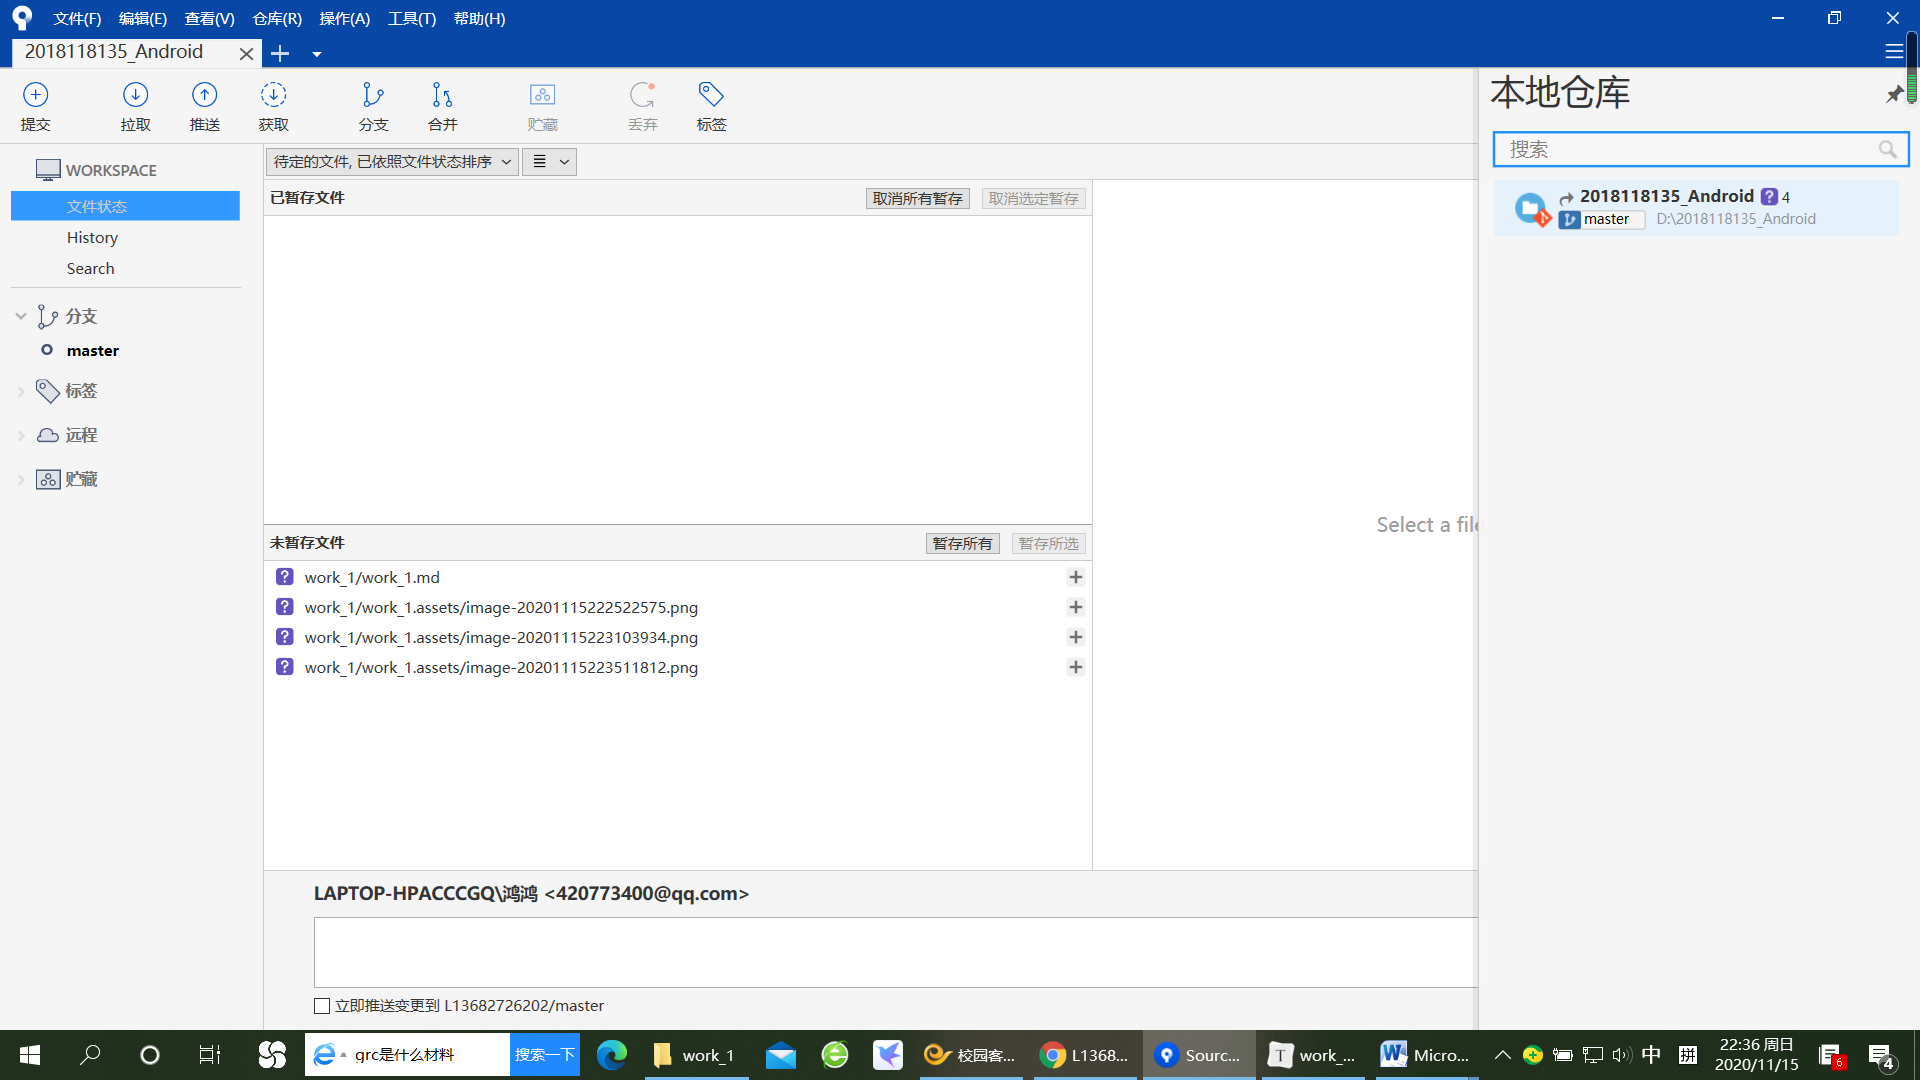 文件(F) 编辑(E) 查看(V) 仓库(R) 操作(A) 工具(T) 帮助(H)
2018118135_Android
提交 拉取 推送 获取 分支 合并 贮藏 丢弃 标签
WORKSPACE
文件状态
History
Search
分支
master
标签
远程
贮藏
待定的文件, 已依照文件状态排序
已暂存文件 取消所有暂存 取消选定暂存
未暂存文件 暂存所有 暂存所选
work_1/work_1.md
work_1/work_1.assets/image-20201115222522575.png
work_1/work_1.assets/image-20201115223103934.png
work_1/work_1.assets/image-20201115223511812.png
Select a file
LAPTOP-HPACCCGQ\鸿鸿 <420773400@qq.com>
立即推送变更到 L13682726202/master
本地仓库
搜索
2018118135_Android ? 4
master D:\2018118135_Android
grc是什么材料 搜索一下 work_1 校园客... L1368... Sourc... T work_... Micro... 中 拼 22:36 周日 6 4
2020/11/15